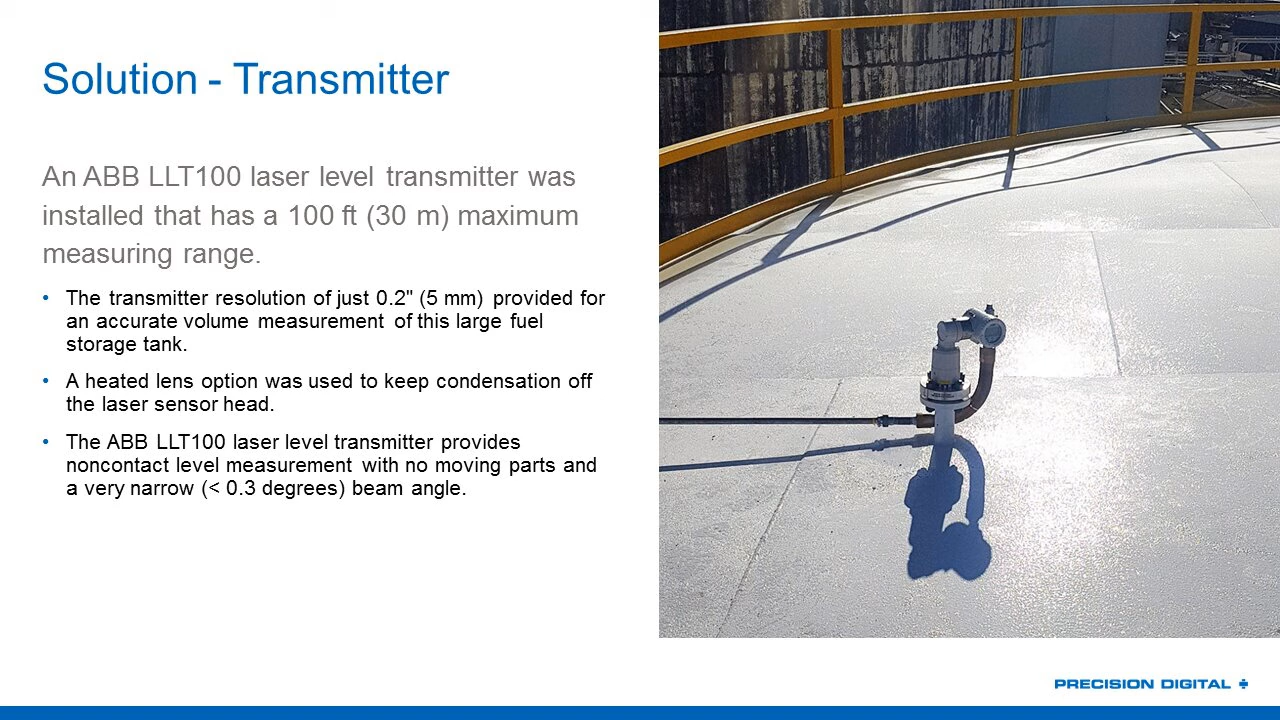 Solution - Transmitter
An ABB LLT100 laser level transmitter was
installed that has a 100 ft (30 m) maximum
measuring range.
• The transmitter resolution of just 0.2" (5 mm) provided for
an accurate volume measurement of this large fuel
storage tank.
• A heated lens option was used to keep condensation off
the laser sensor head.
• The ABB LLT100 laser level transmitter provides
noncontact level measurement with no moving parts and
a very narrow (< 0.3 degrees) beam angle.
PRECISION DIGITAL